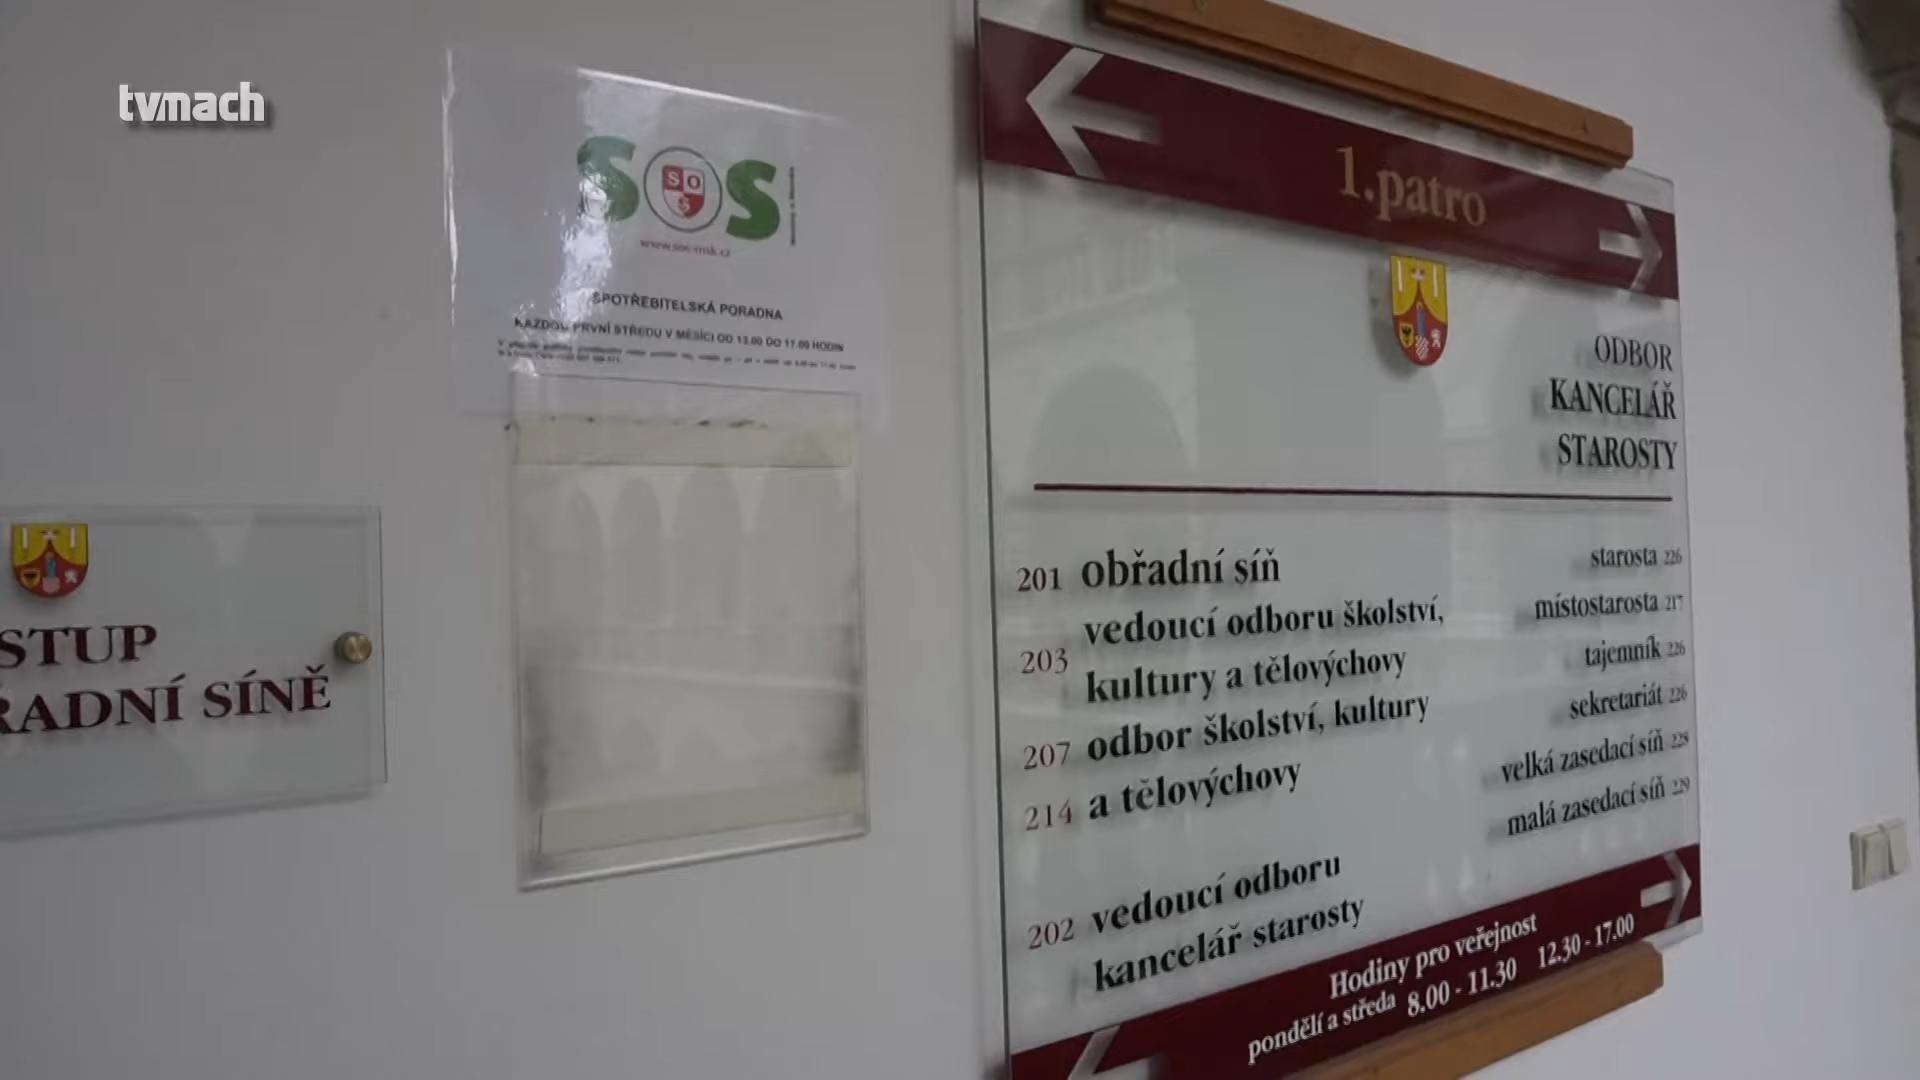 tvmach
SOS
SOS
www.sos-msk.cz
SPOTŘEBITELSKÁ PORADNA
KAŽDOU PRVNÍ STŘEDU V MĚSÍCI OD 13.00 DO 17.00 HODIN
STUP
ŘADNÍ SÍNĚ
1.patro
ODBOR
KANCELÁŘ
STAROSTY
201 obřadní síň
203 vedoucí odboru školství,
kultury a tělovýchovy
207 odbor školství, kultury
214 a tělovýchovy
202 vedoucí odboru
kancelář starosty
starosta 226
místostarosta 217
tajemník 226
sekretariát 226
velká zasedací síň 228
malá zasedací síň 229
Hodiny pro veřejnost
pondělí a středa 8.00 - 11.30 12.30 - 17.00